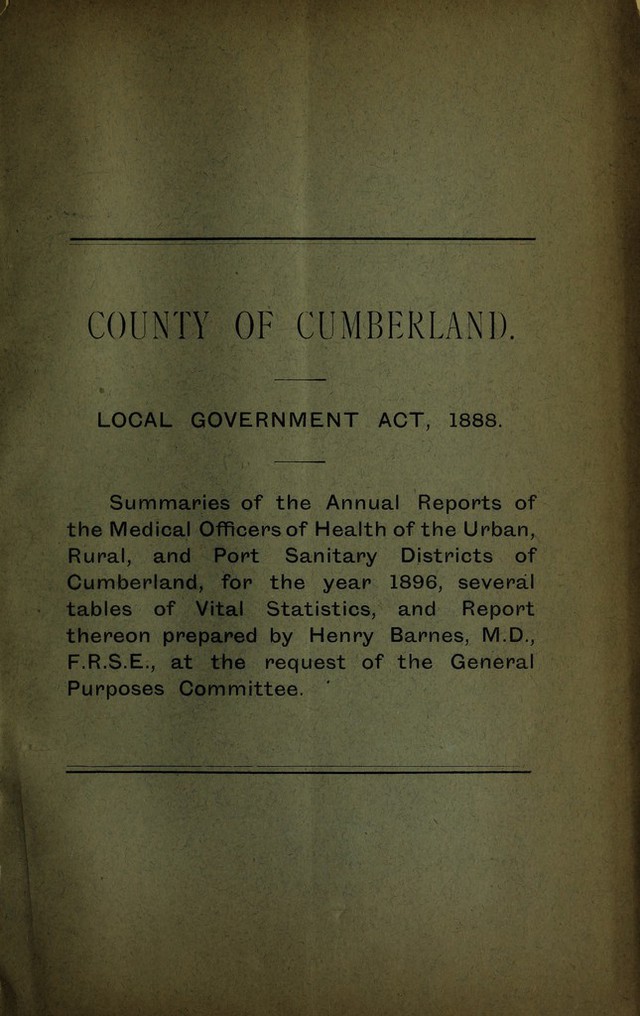 COUNTY OF CUMBERLAND.
LOCAL GOVERNMENT ACT, 1888.
Summaries of the Annual Reports of
the Medical Officers of Health of the Urban,
Rural, and Port Sanitary Districts of
Cumberland, for the year 1896, several
tables of Vital Statistics, and Report
thereon prepared by Henry Barnes, M.D.,
F.R.S.E., at the request of the General
Purposes Committee.